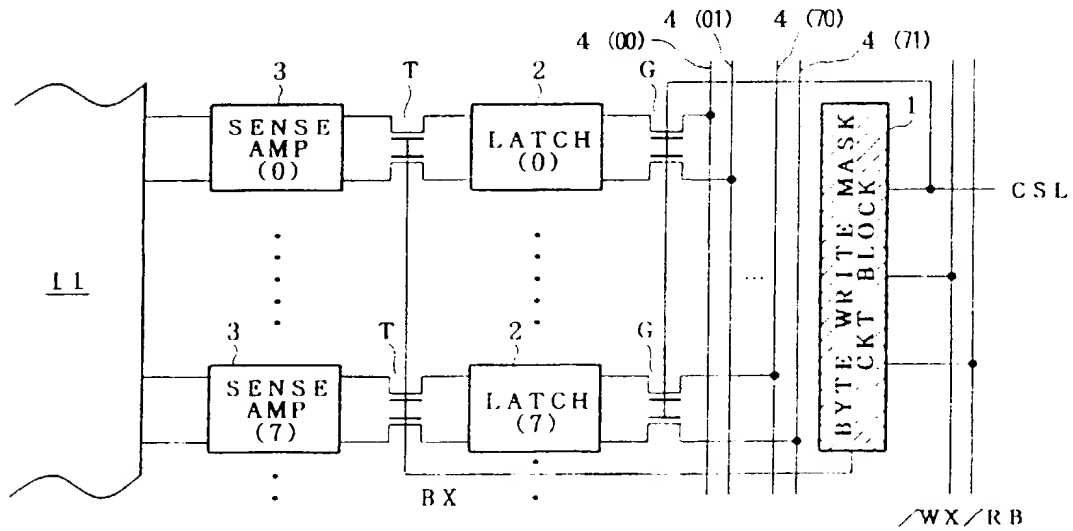 4 (00) 4 (01) 4 (70) 4 (71)
3 T 2 G
SENSE AMP (0)
LATCH (0)
1
CSL
BYTE WRITE MASK CKT BLOCK
11
...
3 T 2 G
SENSE AMP (7)
LATCH (7)
BX
/WX /RB